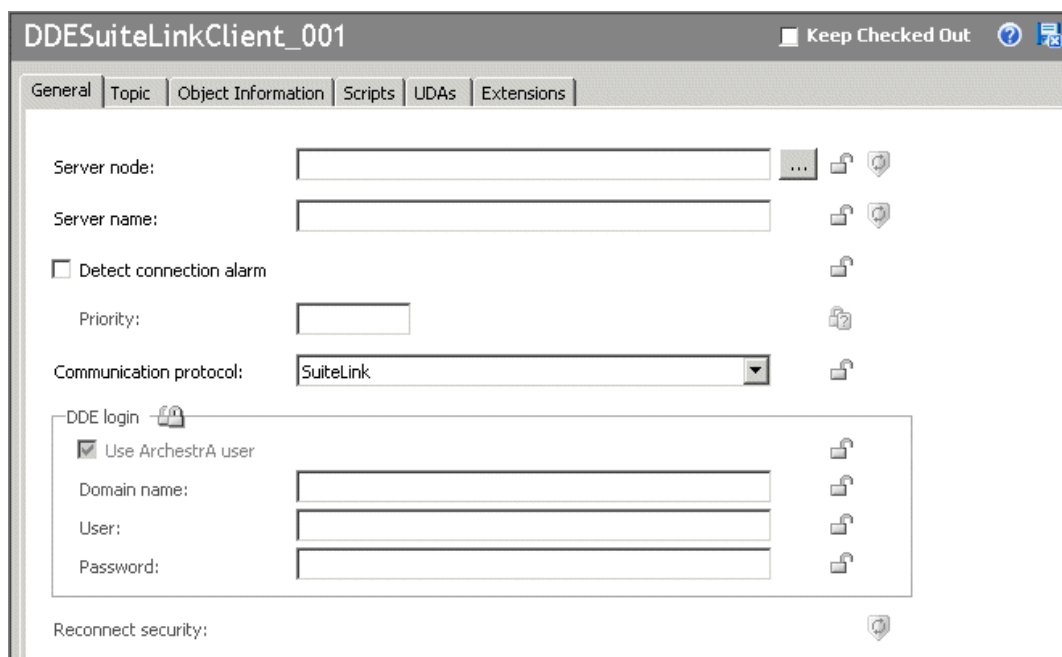 DDESuiteLinkClient_001 Keep Checked Out ?
General Topic Object Information Scripts UDAs Extensions
Server node: ...
Server name:
Detect connection alarm
Priority:
Communication protocol: SuiteLink
DDE login
Use ArchestrA user
Domain name:
User:
Password:
Reconnect security: